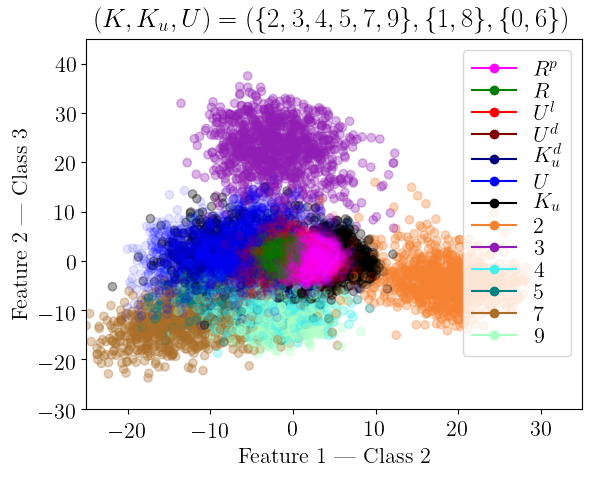 (K, K_u, U) = ({2, 3, 4, 5, 7, 9}, {1, 8}, {0, 6})
Feature 2 — Class 3
40
30
20
10
0
−10
−20
−30
−20
−10
0
10
20
30
Feature 1 — Class 2
R^p
R
U^l
U^d
K_u^d
U
K_u
2
3
4
5
7
9